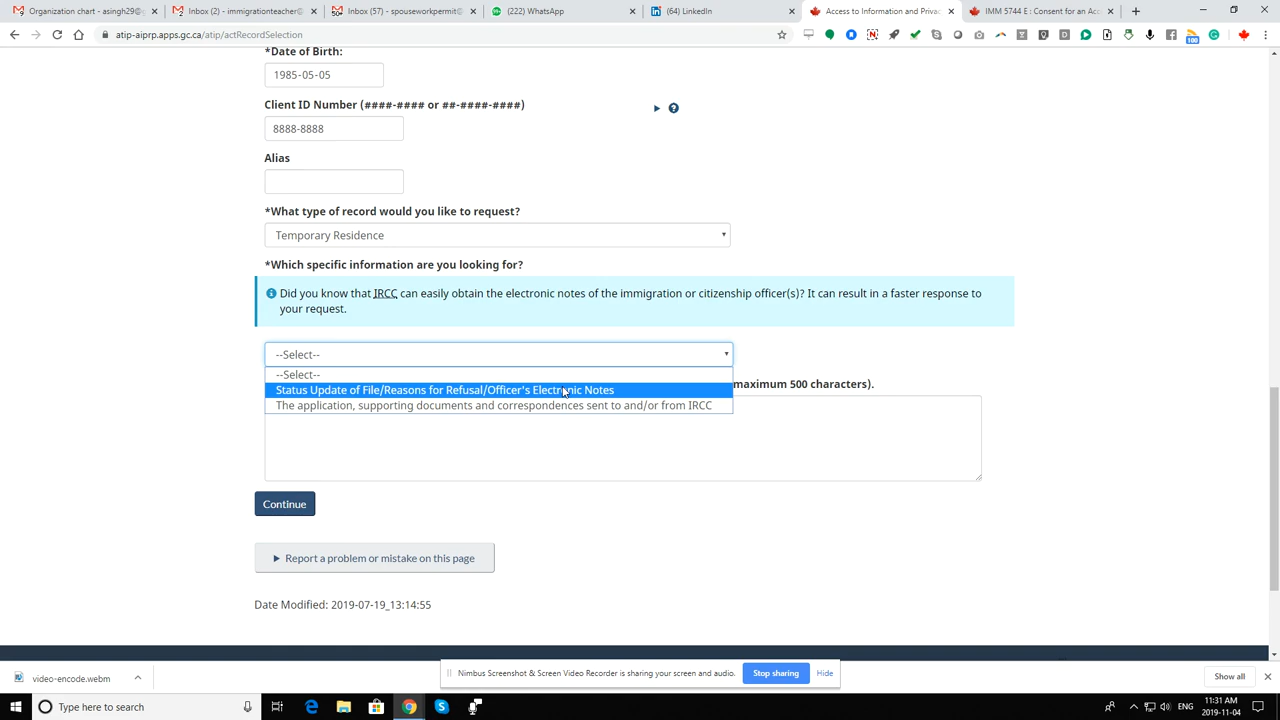 Organization chart - asingh29@g
Inbox (2) - immigrationteacher@
Inbox (57) - spouseworkpermit@
(222) WhatsApp
(64) LinkedIn
Access to Information and Privac
IMM 5744 E : Consent for an Acc
atip-aiprp.apps.gc.ca/atip/actRecordSelection
*Date of Birth:
1985-05-05
Client ID Number (####-#### or ##-####-####)
8888-8888
Alias
*What type of record would you like to request?
Temporary Residence
*Which specific information are you looking for?
Did you know that IRCC can easily obtain the electronic notes of the immigration or citizenship officer(s)? It can result in a faster response to
your request.
--Select--
--Select--
Status Update of File/Reasons for Refusal/Officer's Electronic Notes
maximum 500 characters).
The application, supporting documents and correspondences sent to and/or from IRCC
Continue
Report a problem or mistake on this page
Date Modified: 2019-07-19_13:14:55
video-encode.webm
Nimbus Screenshot & Screen Video Recorder is sharing your screen and audio.
Stop sharing
Hide
Show all
Type here to search
ENG
11:31 AM
2019-11-04